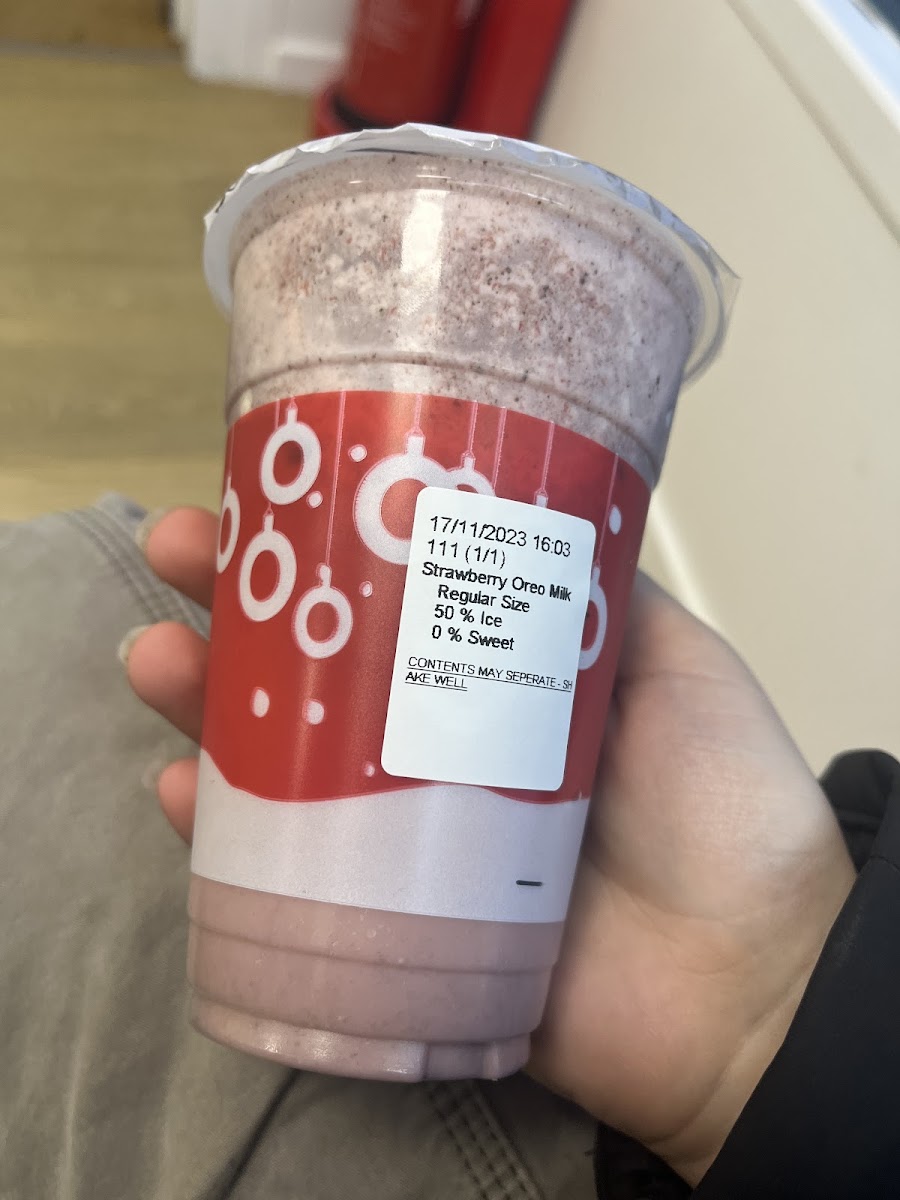 17/11/2023 16:03
111 (1/1)
Strawberry Oreo Milk
Regular Size
50 % Ice
0 % Sweet
CONTENTS MAY SEPERATE - SH
AKE WELL